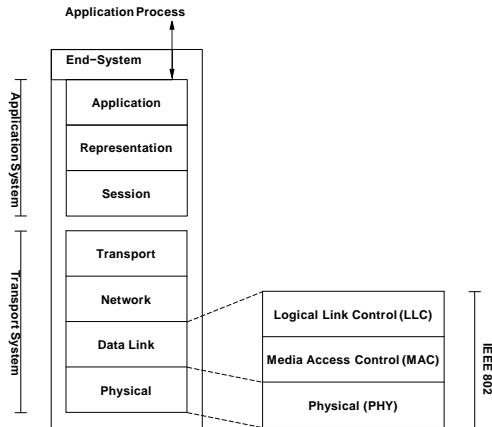 Application Process
End−System
Application
Representation
Session
Application System
Transport
Network
Data Link
Physical
Transport System
Logical Link Control (LLC)
Media Access Control (MAC)
Physical (PHY)
IEEE 802